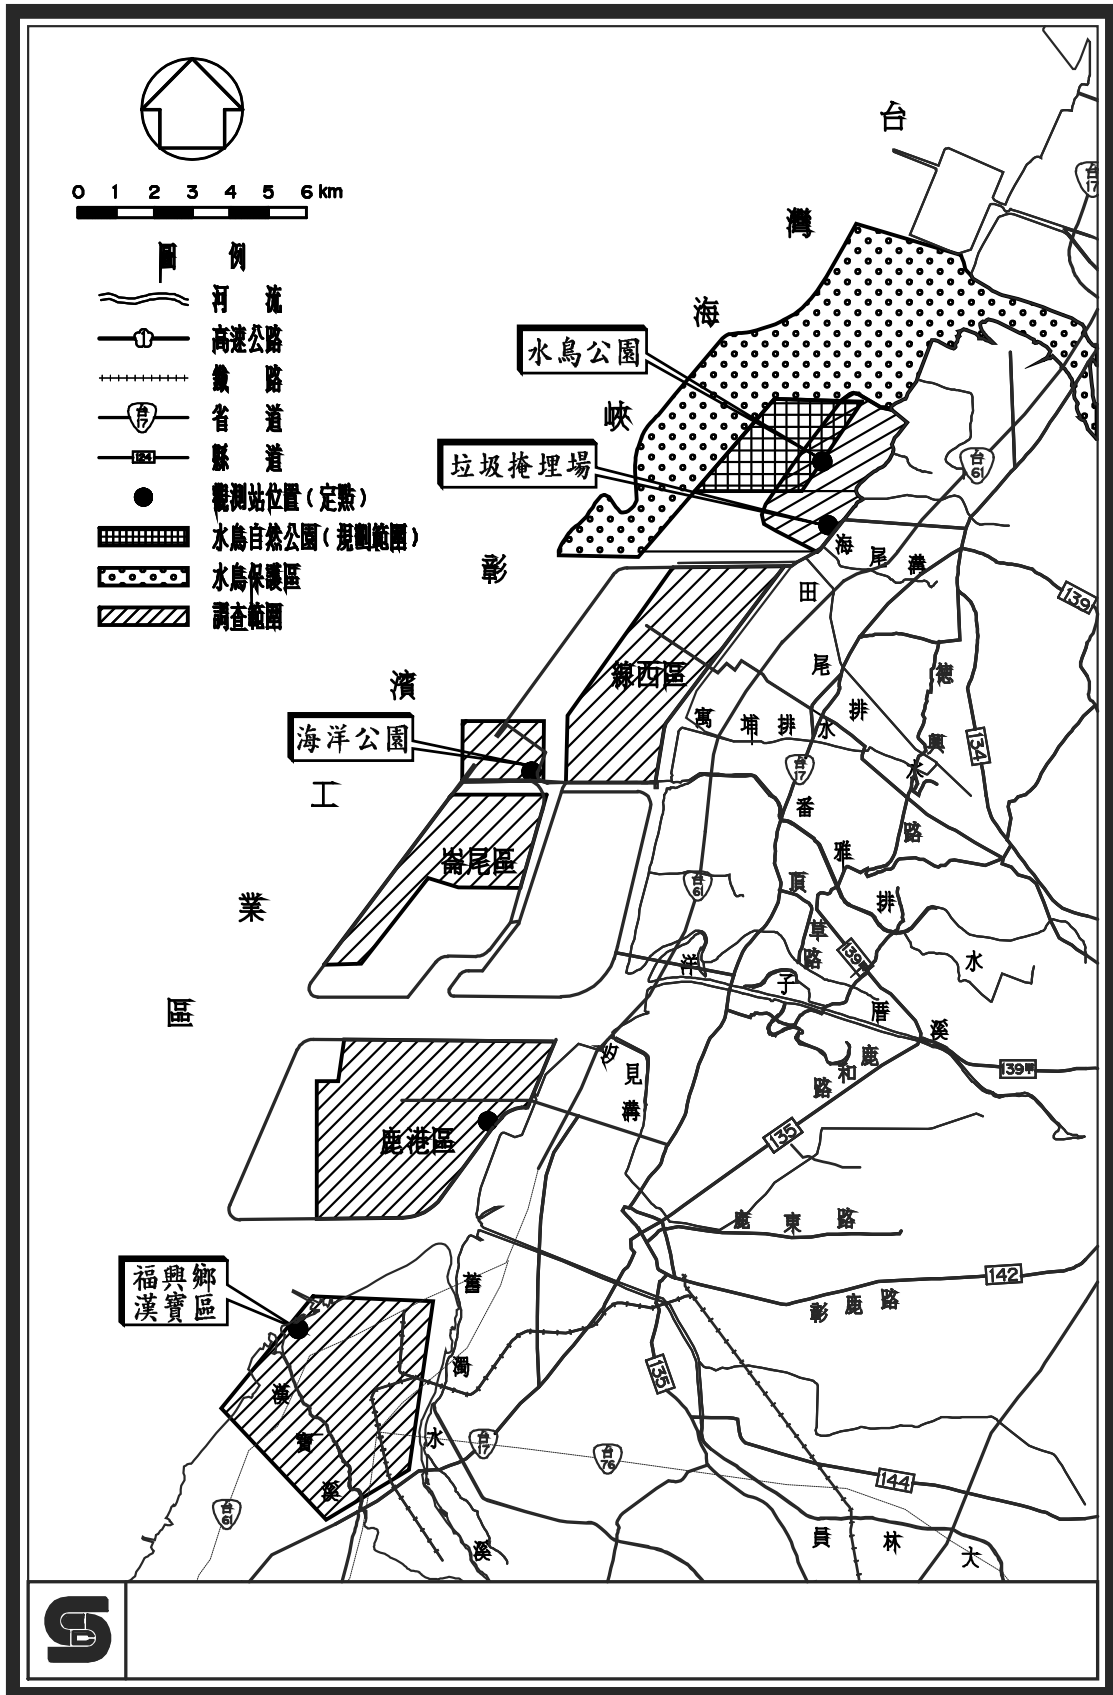 0 1 2 3 4 5 6 km
圖 例
河 流
高速公路
鐵 路
台17 省 道
124 縣 道
觀測站位置(定點)
水鳥自然公園(規劃範圍)
水鳥保護區
調查範圍
台灣海峽
彰濱工業區
水鳥公園
垃圾掩埋場
海洋公園
福興鄉
漢寶區
線西區
崙尾區
鹿港區
台17
台61
海尾溝
139
田尾排水
寓埔排水
德興路
134
台17
番雅排水
台61
頂草路
139甲
洋子厝溪
鹿和路
139甲
汐見溝
135
鹿東路
142
彰鹿路
舊濁水溪
135
漢寶溪
台17
台76
144
台61
員林大